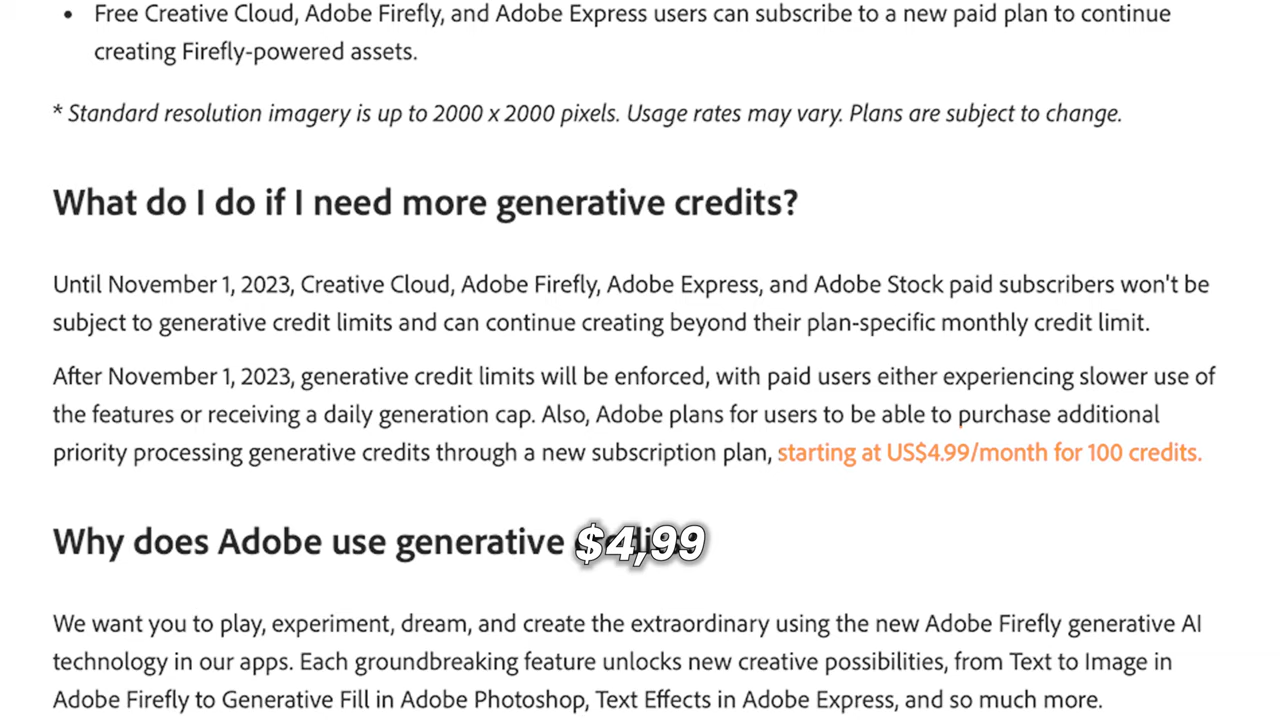 • Free Creative Cloud, Adobe Firefly, and Adobe Express users can subscribe to a new paid plan to continue
creating Firefly-powered assets.
* Standard resolution imagery is up to 2000 x 2000 pixels. Usage rates may vary. Plans are subject to change.
What do I do if I need more generative credits?
Until November 1, 2023, Creative Cloud, Adobe Firefly, Adobe Express, and Adobe Stock paid subscribers won't be
subject to generative credit limits and can continue creating beyond their plan-specific monthly credit limit.
After November 1, 2023, generative credit limits will be enforced, with paid users either experiencing slower use of
the features or receiving a daily generation cap. Also, Adobe plans for users to be able to purchase additional
priority processing generative credits through a new subscription plan, starting at US$4.99/month for 100 credits.
Why does Adobe use generative
$4,99
We want you to play, experiment, dream, and create the extraordinary using the new Adobe Firefly generative AI
technology in our apps. Each groundbreaking feature unlocks new creative possibilities, from Text to Image in
Adobe Firefly to Generative Fill in Adobe Photoshop, Text Effects in Adobe Express, and so much more.